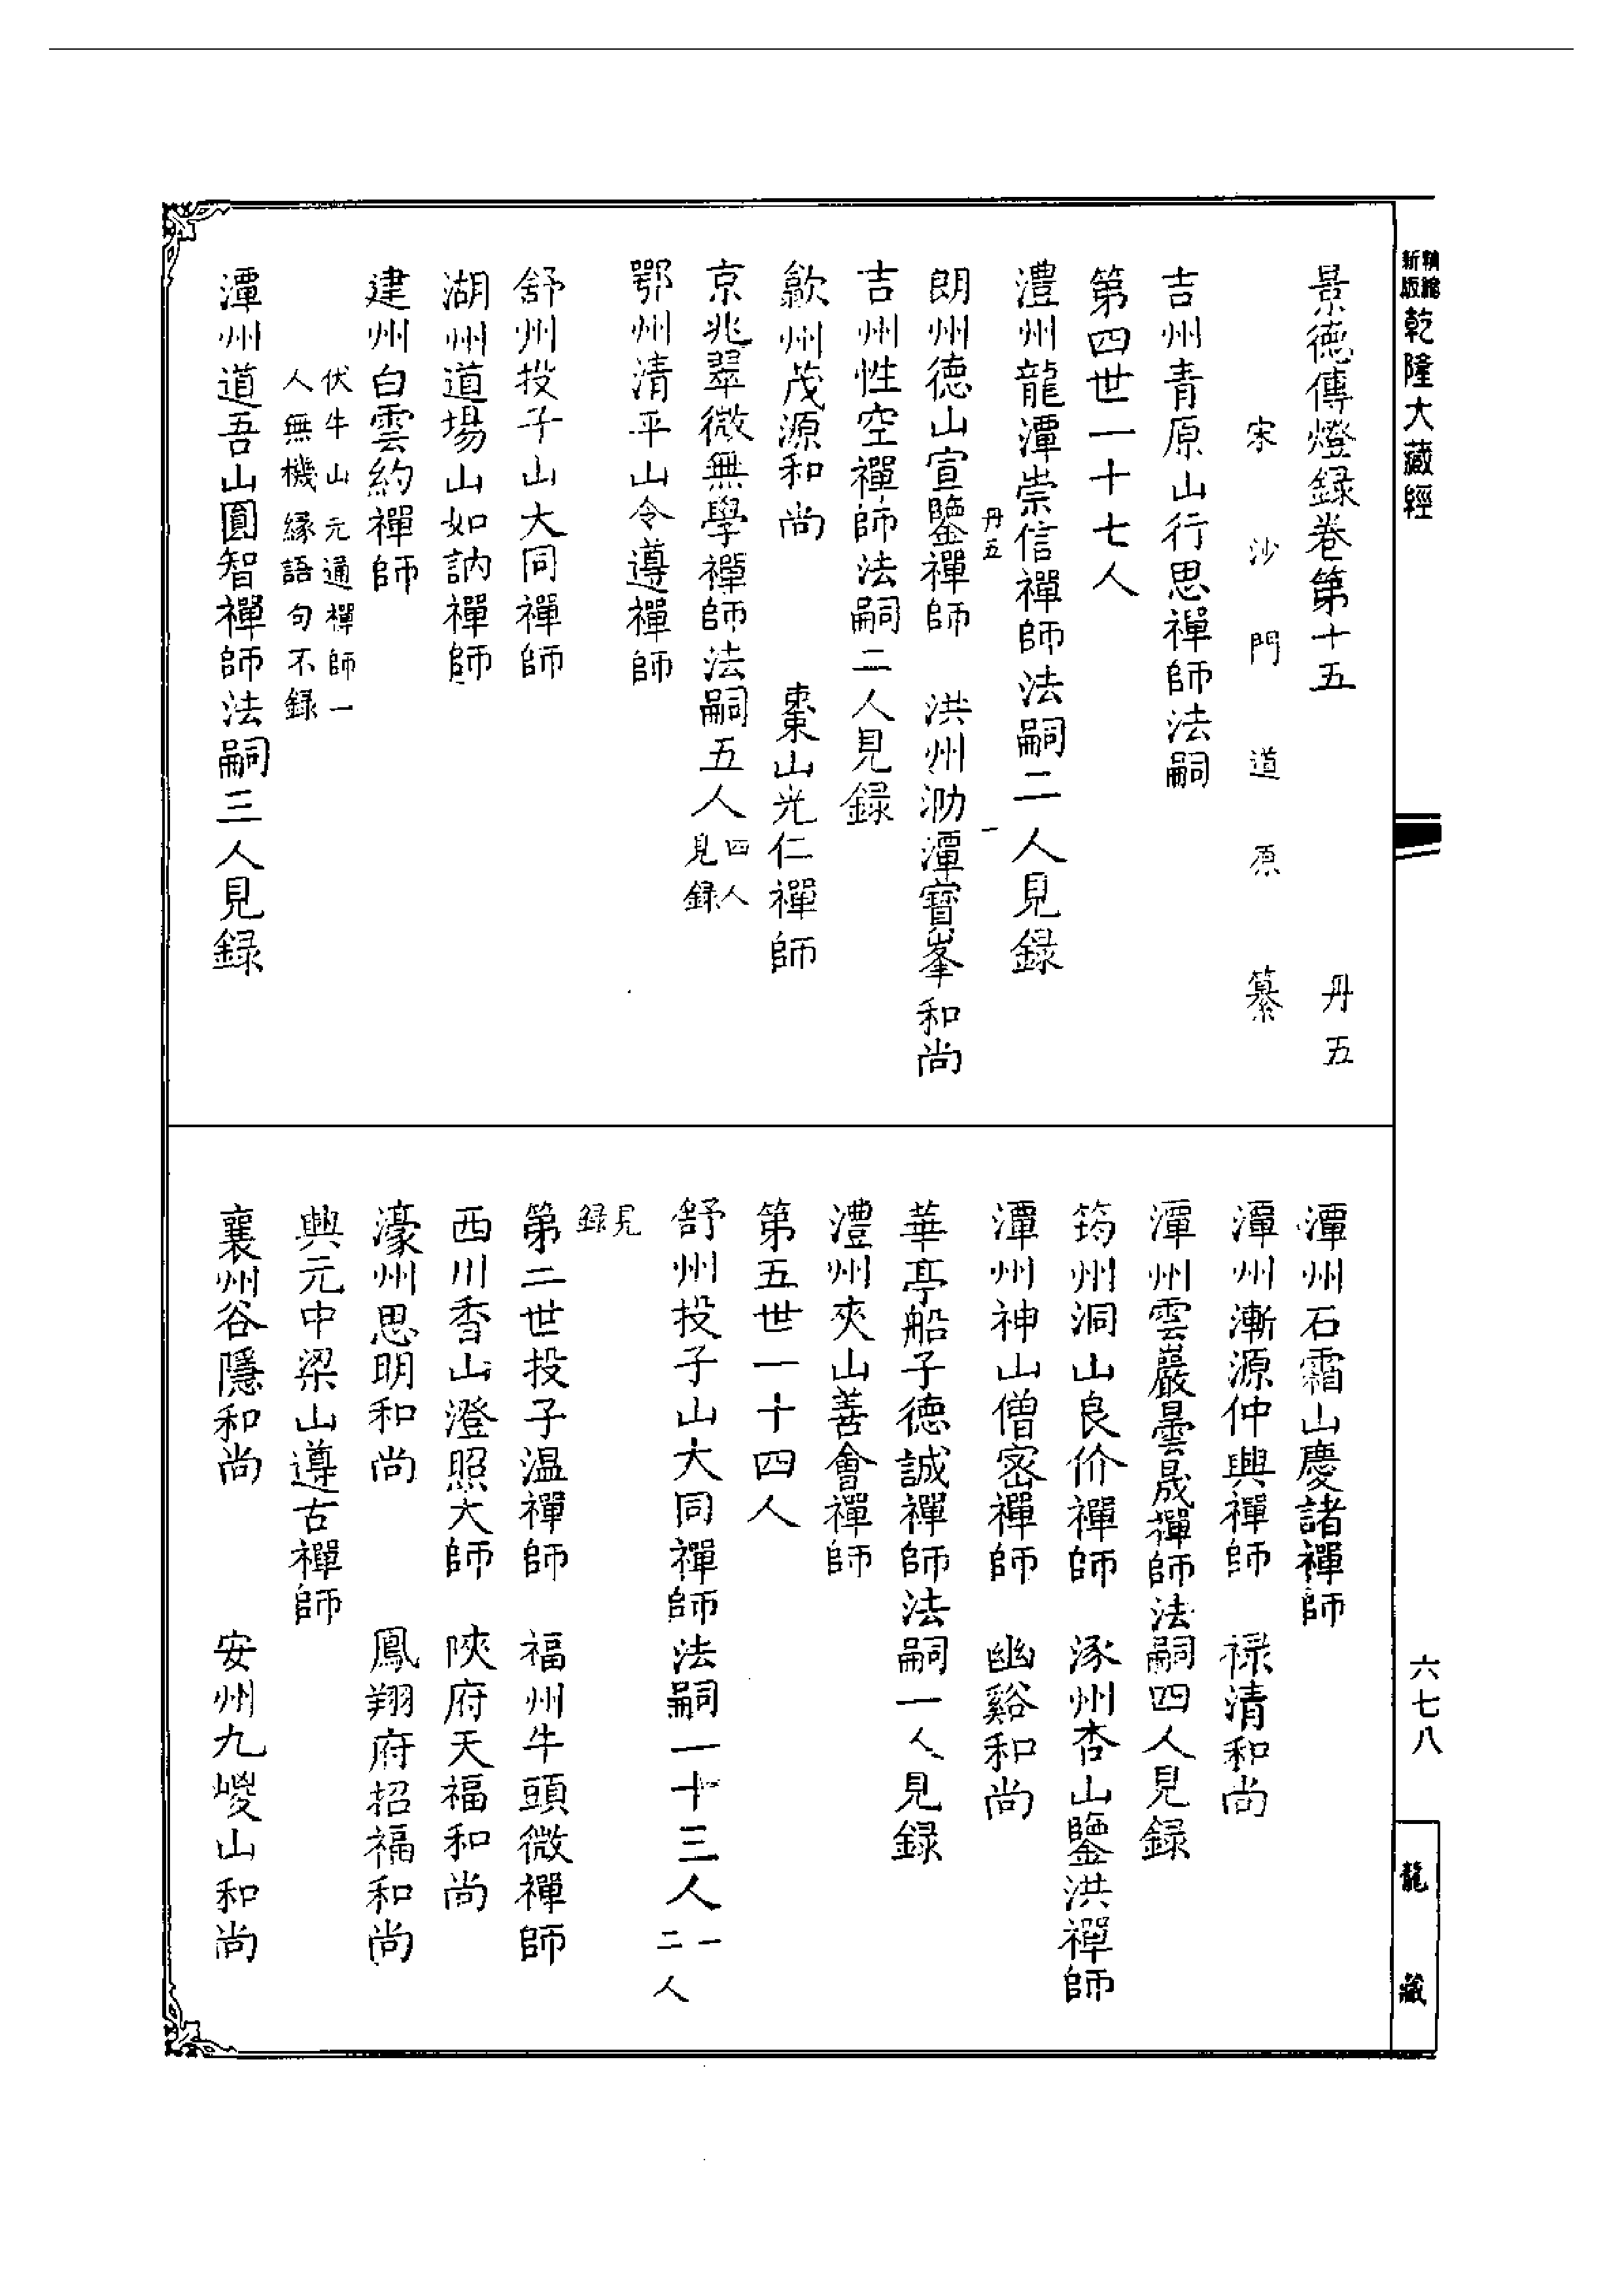 精縮新版乾隆大藏經
六七八
龍藏
景德傳燈録卷第十五 丹五
宋沙門道原纂
吉州青原山行思禪師法嗣
第四世一十七人
澧州龍潭崇信禪師法嗣二人見録
丹五 一
朗州德山宣鑒禪師 洪州泐潭寶峯和尚
吉州性空禪師法嗣二人見録
歙州茂源和尚 棗山光仁禪師
京兆翠微無學禪師法嗣五人四人見録
鄂州清平山令遵禪師
舒州投子山大同禪師
湖州道場山如訥禪師
建州白雲約禪師
伏牛山元通禪師一
人無機緣語句不録
潭州道吾山圓智禪師法嗣三人見録
潭州石霜山慶諸禪師
潭州漸源仲興禪師 禄清和尚
潭州雲巖曇晟禪師法嗣四人見録
筠州洞山良价禪師 涿州杏山鑒洪禪師
潭州神山僧密禪師 幽谿和尚
華亭船子德誠禪師法嗣一人見録
澧州夾山善會禪師
第五世一十四人
舒州投子山大同禪師法嗣一十三人一二人
見録
第二世投子温禪師 福州牛頭微禪師
西川香山澄照大師 陝府天福和尚
濠州思明和尚 鳳翔府招福和尚
興元中梁山遵古禪師
襄州谷隱和尚 安州九嵕山和尚